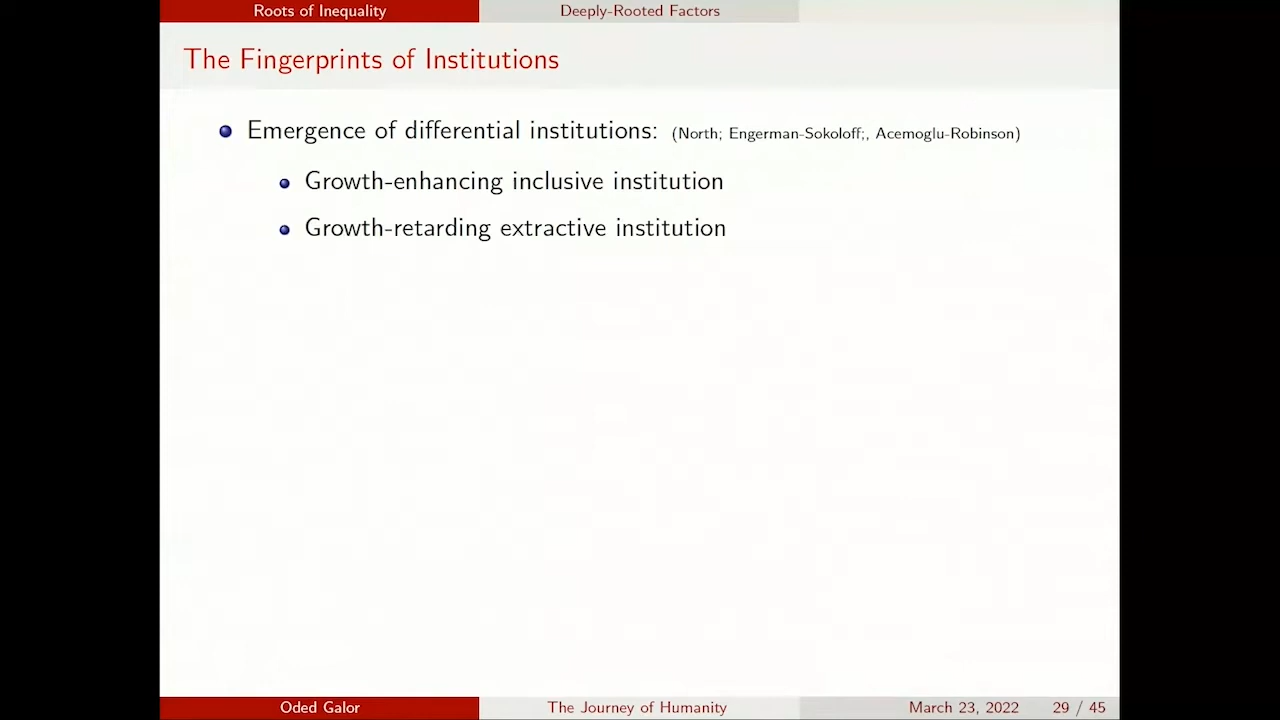 Roots of Inequality Deeply-Rooted Factors
The Fingerprints of Institutions
Emergence of differential institutions: (North; Engerman-Sokoloff;, Acemoglu-Robinson)
Growth-enhancing inclusive institution
Growth-retarding extractive institution
Oded Galor The Journey of Humanity March 23, 2022 29 / 45